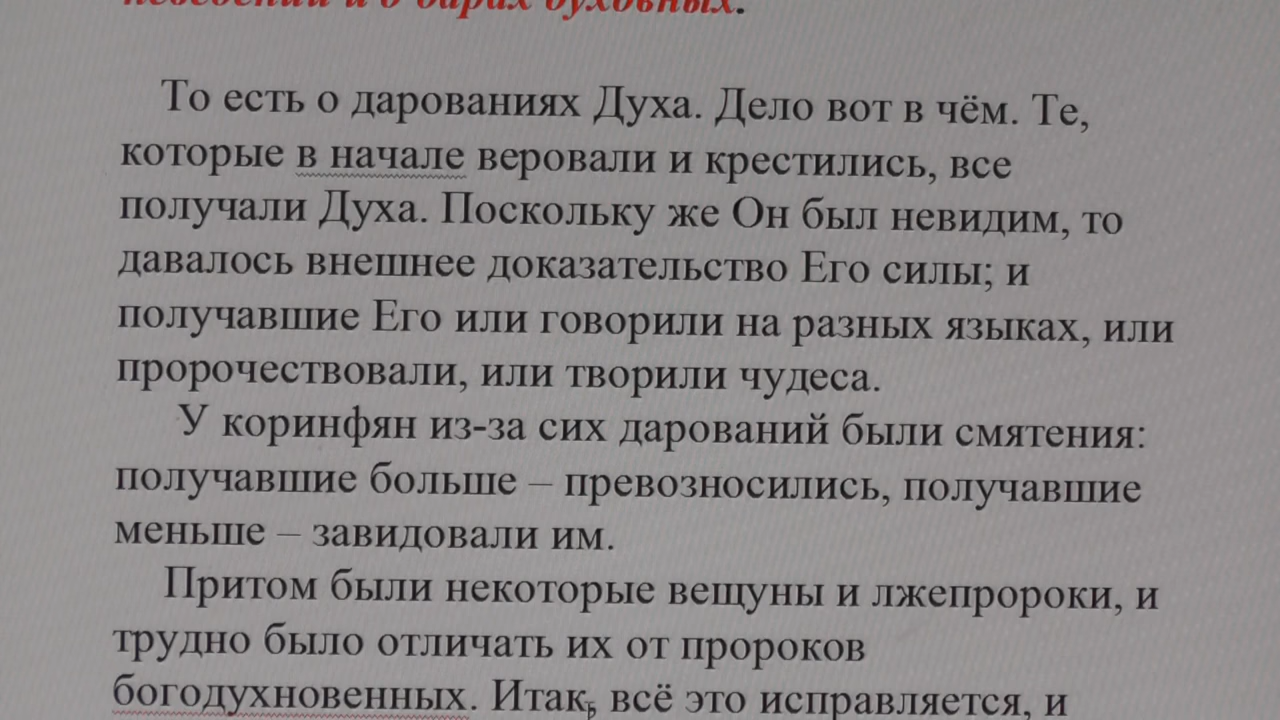 неведении и о дарах духовных.
То есть о дарованиях Духа. Дело вот в чём. Те,
которые в начале веровали и крестились, все
получали Духа. Поскольку же Он был невидим, то
давалось внешнее доказательство Его силы; и
получавшие Его или говорили на разных языках, или
пророчествовали, или творили чудеса.
У коринфян из-за сих дарований были смятения:
получавшие больше – превозносились, получавшие
меньше – завидовали им.
Притом были некоторые вещуны и лжепророки, и
трудно было отличать их от пророков
богодухновенных. Итак, всё это исправляется, и